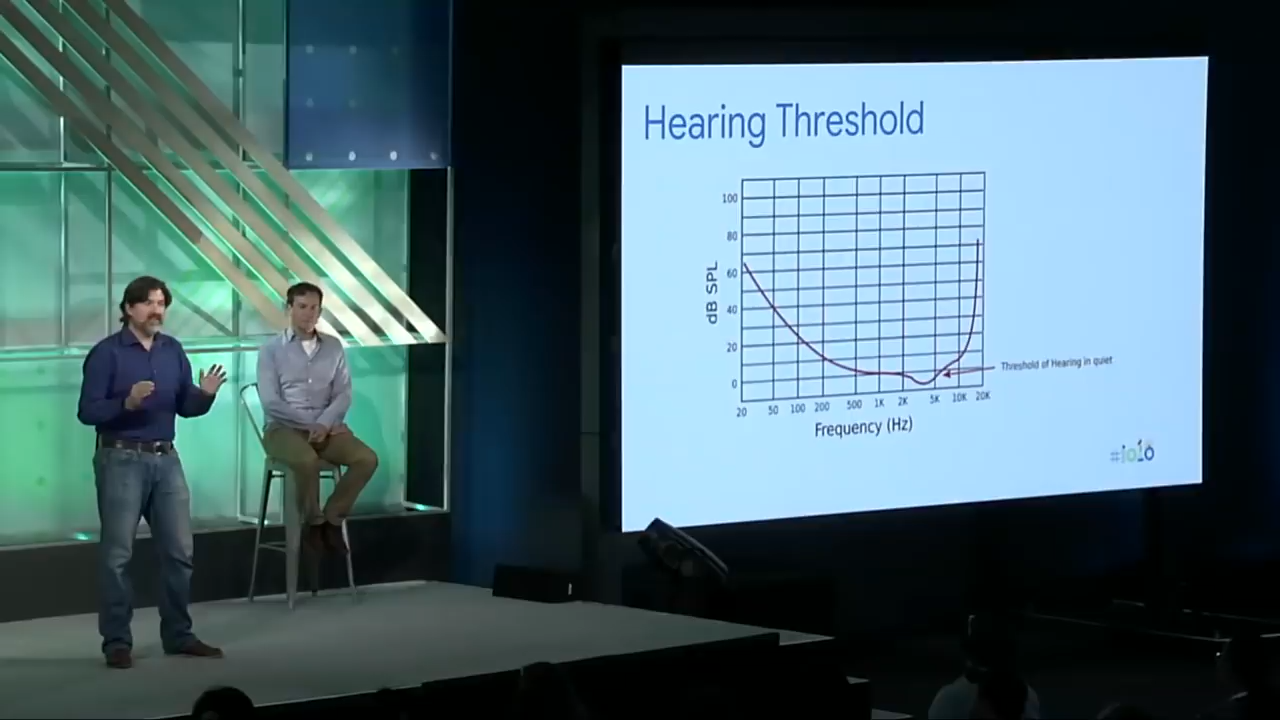 Hearing Threshold
100
80
60
40
20
0
dB SPL
20 50 100 200 500 1K 2K 5K 10K 20K
Frequency (Hz)
Threshold of Hearing in quiet
#io16